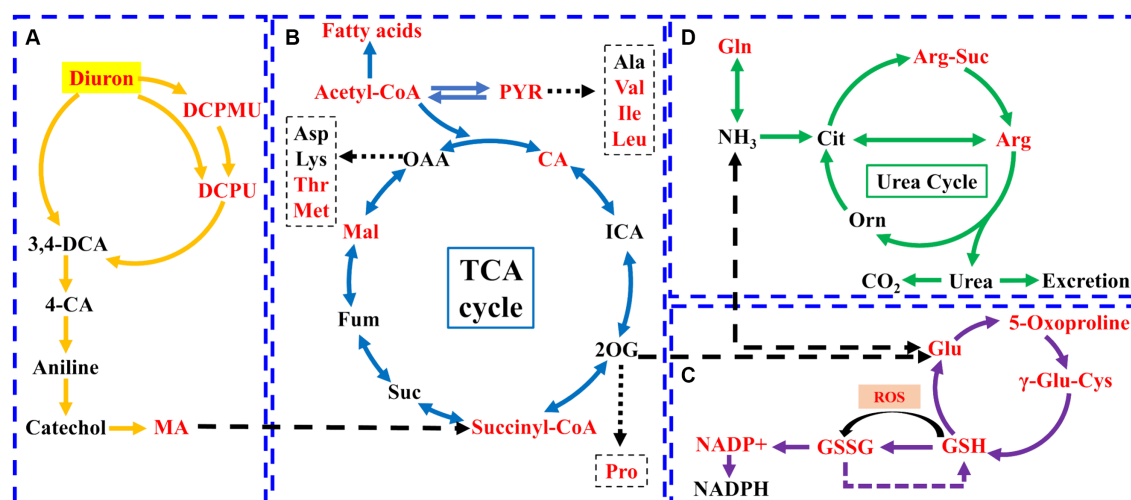 A
Diuron
DCPMU
DCPU
3,4-DCA
4-CA
Aniline
Catechol
MA
B
Fatty acids
Acetyl-CoA
PYR
Ala
Val
Ile
Leu
Asp
Lys
Thr
Met
OAA
CA
Mal
ICA
TCA
cycle
Fum
2OG
Suc
Succinyl-CoA
Pro
D
Gln
Arg-Suc
NH₃
Cit
Arg
Urea Cycle
Orn
CO₂
Urea
Excretion
C
5-Oxoproline
Glu
γ-Glu-Cys
ROS
NADP+
GSSG
GSH
NADPH